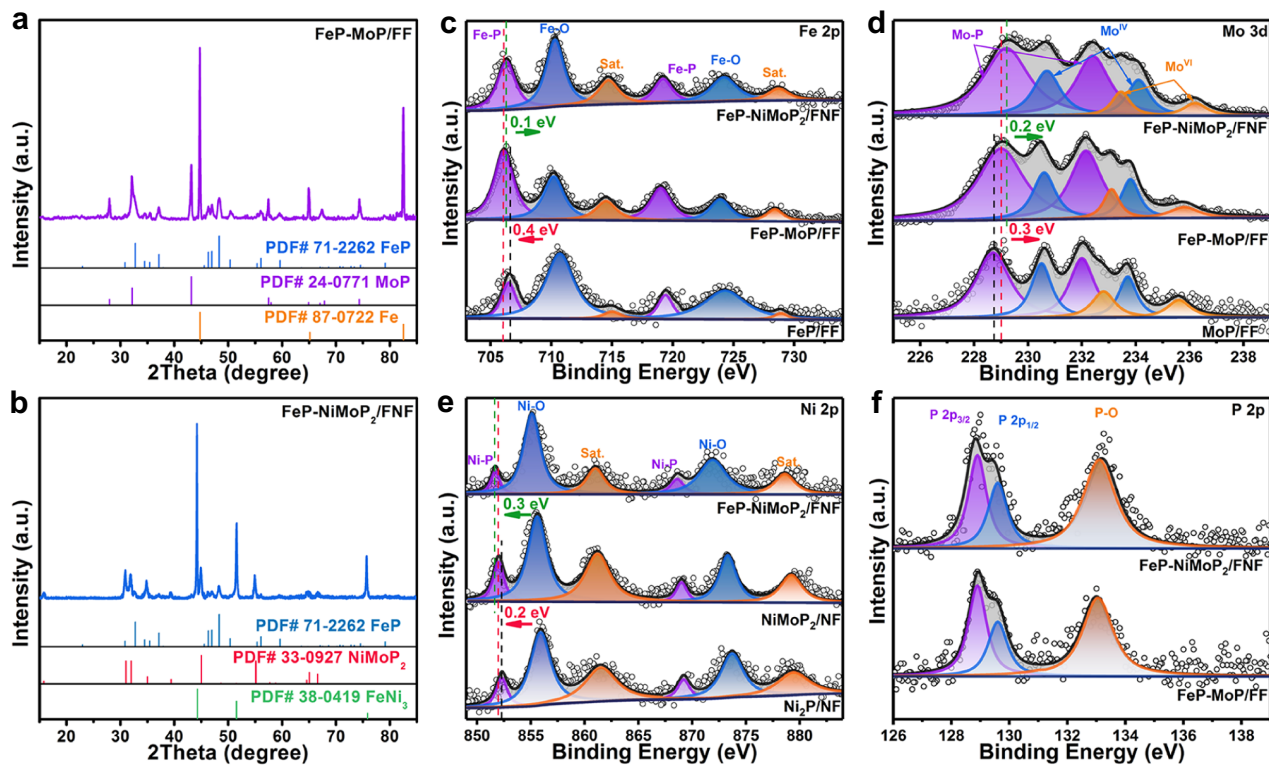 a
FeP-MoP/FF
Intensity (a.u.)
PDF# 71-2262 FeP
PDF# 24-0771 MoP
PDF# 87-0722 Fe
20 30 40 50 60 70 80
2Theta (degree)
b
FeP-NiMoP₂/FNF
Intensity (a.u.)
PDF# 71-2262 FeP
PDF# 33-0927 NiMoP₂
PDF# 38-0419 FeNi₃
20 30 40 50 60 70 80
2Theta (degree)
c
Fe 2p
Fe-P
Fe-O
Sat.
Fe-P
Fe-O
Sat.
FeP-NiMoP₂/FNF
0.1 eV
FeP-MoP/FF
0.4 eV
FeP/FF
Intensity (a.u.)
705 710 715 720 725 730
Binding Energy (eV)
d
Mo 3d
Mo-P
Moᴵⱽ
Moⱽᴵ
FeP-NiMoP₂/FNF
0.2 eV
FeP-MoP/FF
0.3 eV
MoP/FF
Intensity (a.u.)
226 228 230 232 234 236 238
Binding Energy (eV)
e
Ni 2p
Ni-P
Ni-O
Sat.
Ni-P
Ni-O
Sat.
FeP-NiMoP₂/FNF
0.3 eV
NiMoP₂/NF
0.2 eV
Ni₂P/NF
Intensity (a.u.)
850 855 860 865 870 875 880
Binding Energy (eV)
f
P 2p
P 2p₃/₂
P 2p₁/₂
P-O
FeP-NiMoP₂/FNF
FeP-MoP/FF
Intensity (a.u.)
126 128 130 132 134 136 138
Binding Energy (eV)